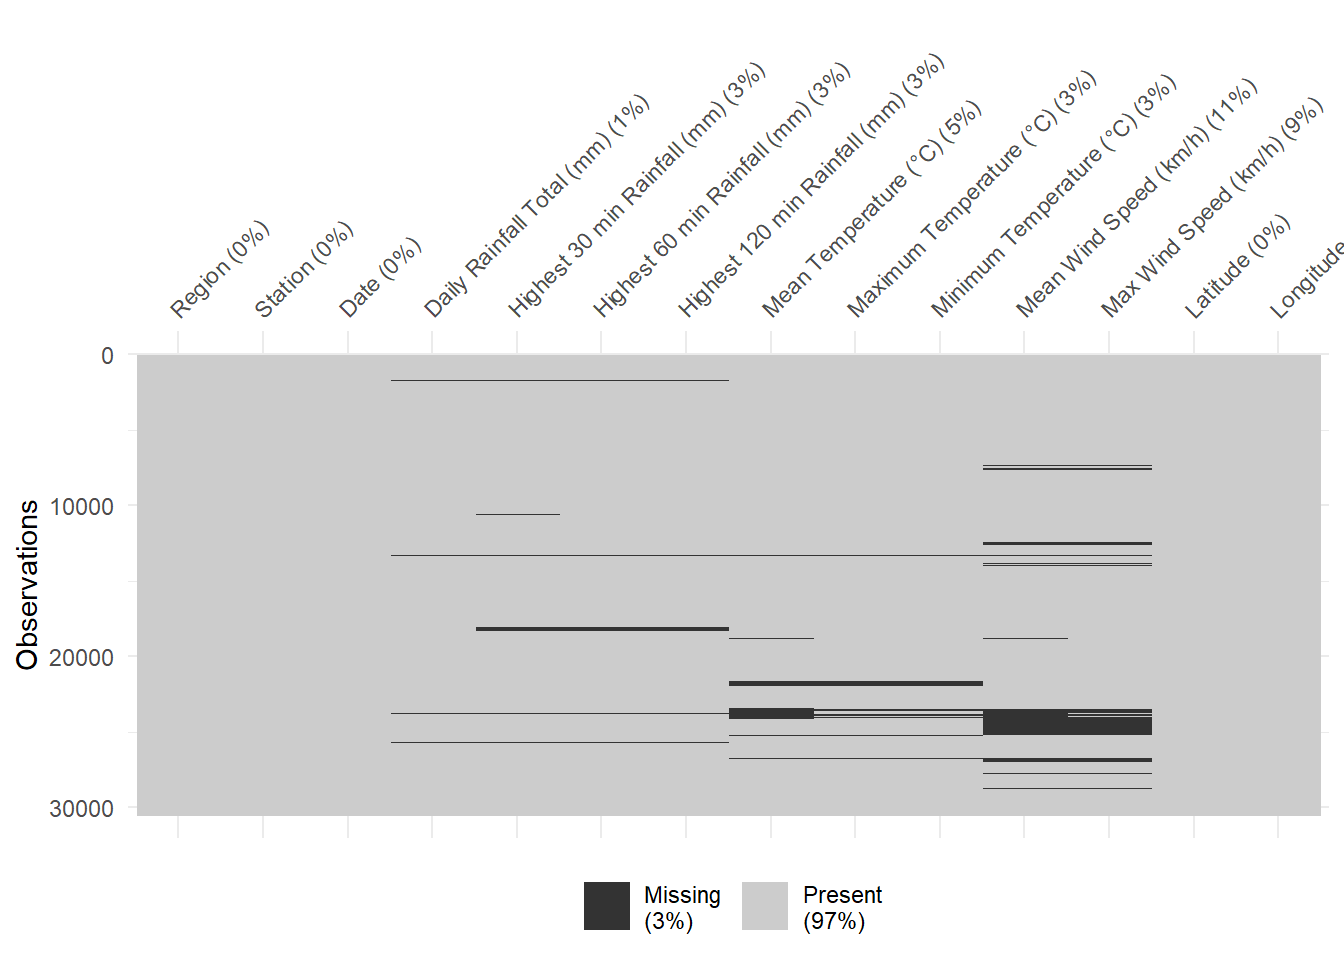 Region (0%)
Station (0%)
Date (0%)
Daily Rainfall Total (mm) (1%)
Highest 30 min Rainfall (mm) (3%)
Highest 60 min Rainfall (mm) (3%)
Highest 120 min Rainfall (mm) (3%)
Mean Temperature (°C) (5%)
Maximum Temperature (°C) (3%)
Minimum Temperature (°C) (3%)
Mean Wind Speed (km/h) (11%)
Max Wind Speed (km/h) (9%)
Latitude (0%)
Longitude
0
10000
20000
30000
Observations
Missing
(3%)
Present
(97%)